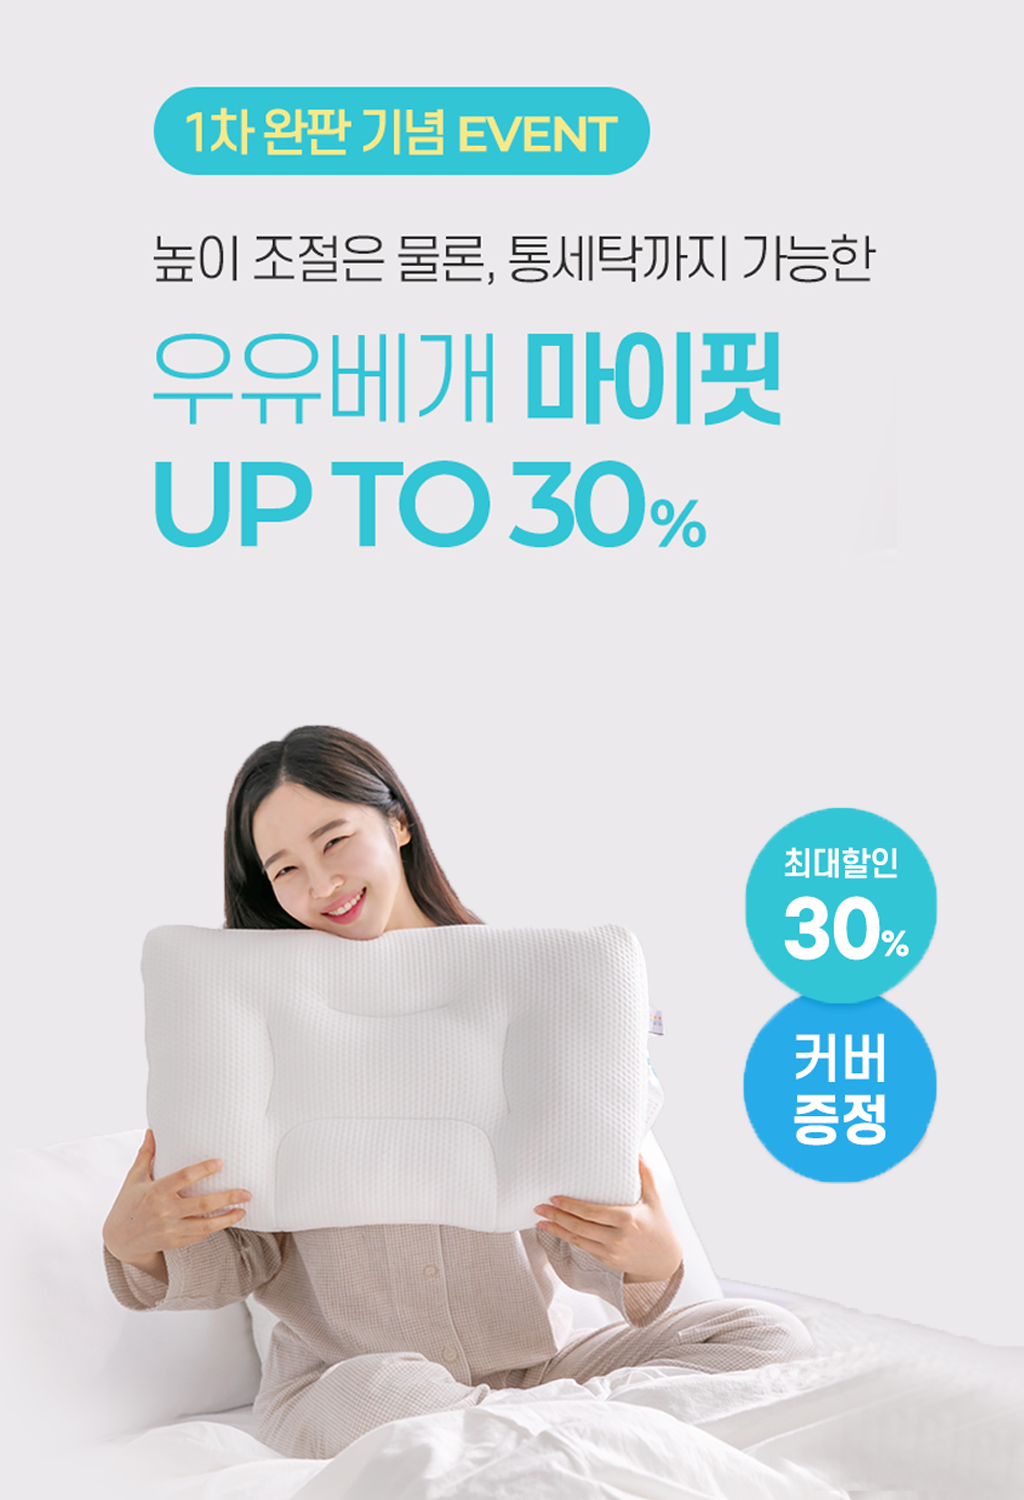 1차 완판 기념 EVENT
높이 조절은 물론, 통세탁까지 가능한
우유베개 마이핏
UP TO 30%
최대할인
30%
커버
증정